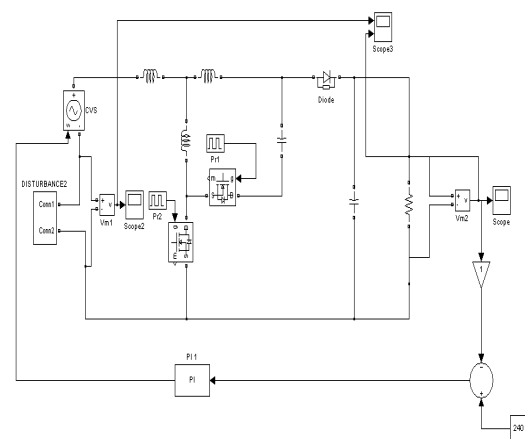 Scope3
CVS
Diode
Pr1
DISTURBANCE2
Conn1
Conn2
Vm1
Scope2
Pr2
Vm2
Scope
1
PI 1
PI
240